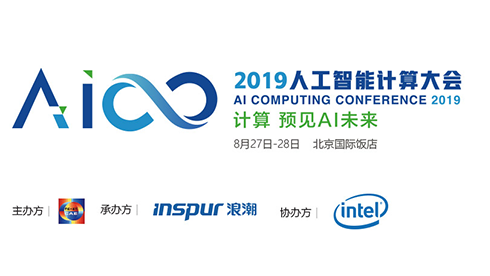 AiCC
2019人工智能计算大会
AI COMPUTING CONFERENCE 2019
计算 预见AI未来
8月27日-28日 北京国际饭店
主办方 | 承办方 | inspur 浪潮 协办方 | intel